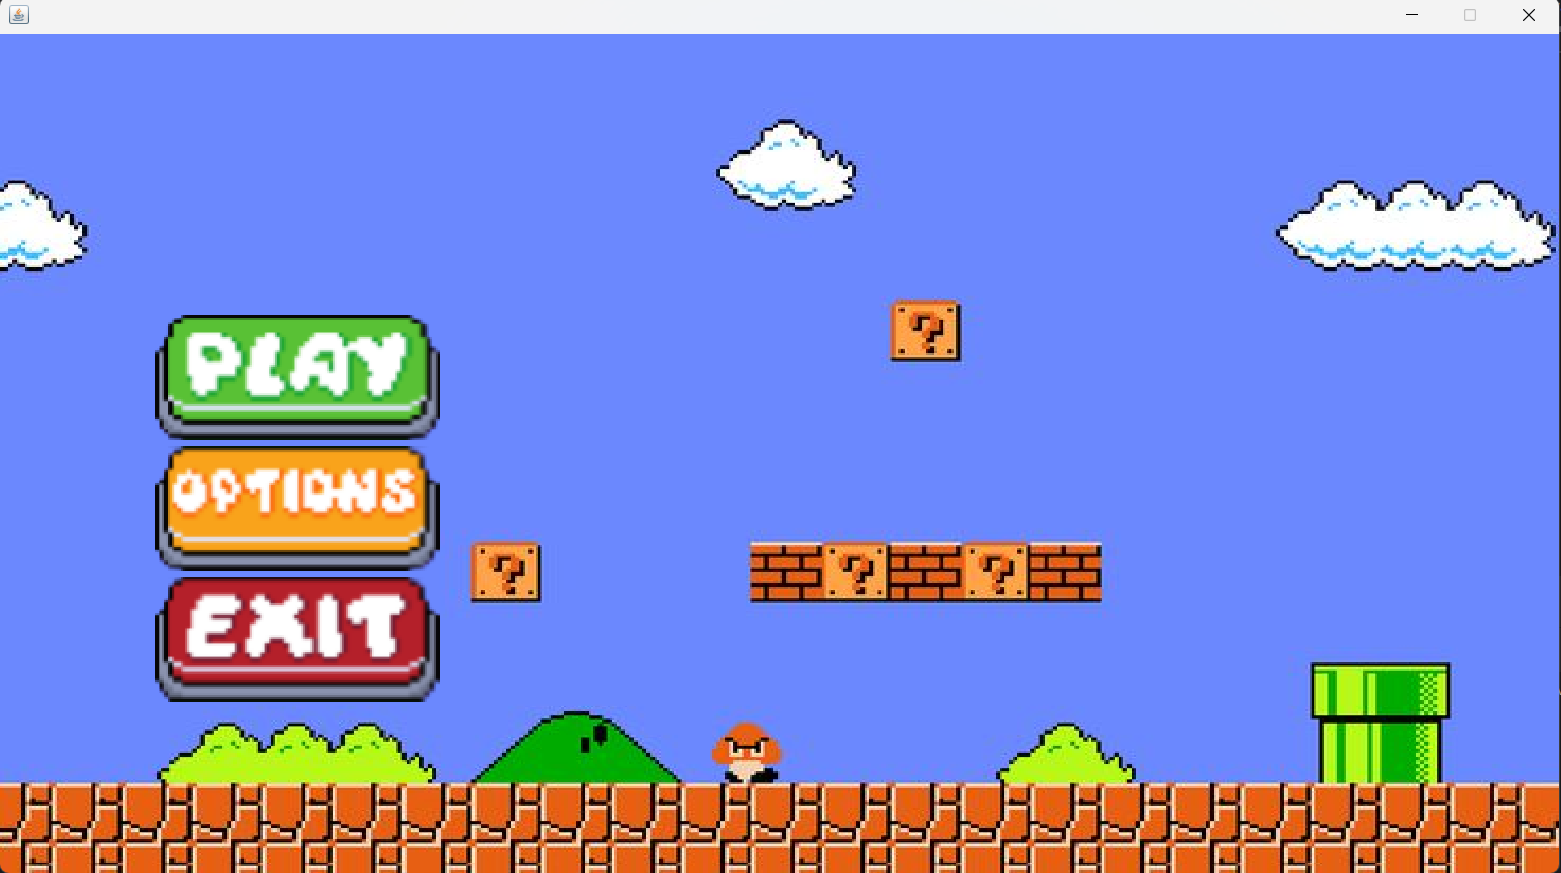 PLAY
?
OPTIONS
? ? ?
EXIT